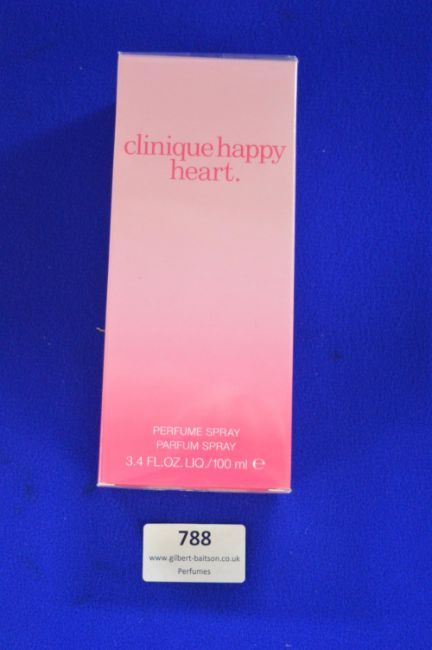 clinique happy
heart.
PERFUME SPRAY
PARFUM SPRAY
3.4 FL.OZ. LIQ./100 ml ℮
788
www.gilbert-baitson.co.uk
Perfumes